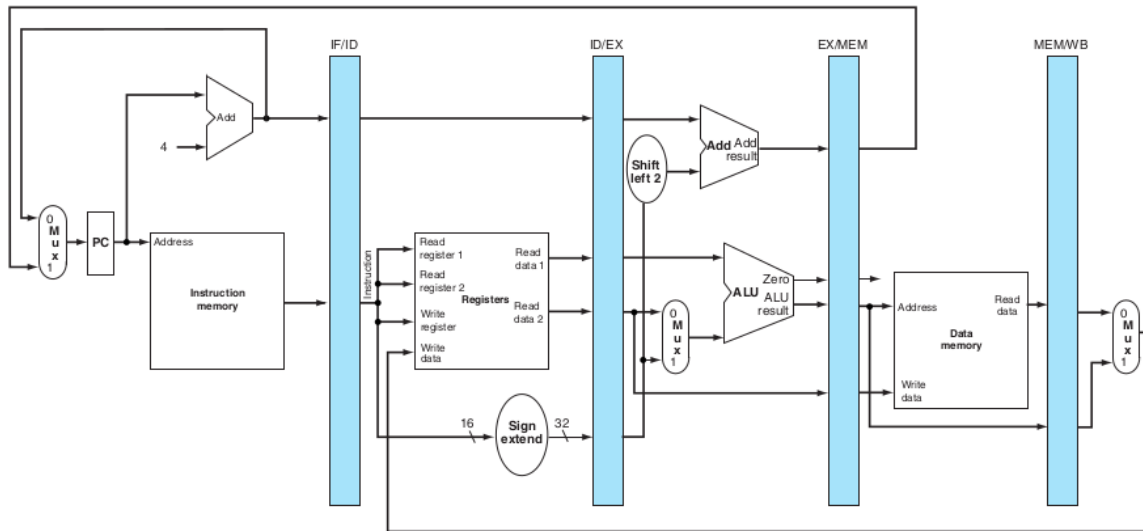 IF/ID
ID/EX
EX/MEM
MEM/WB
Add
4
Shift
left 2
Add
Add
result
0
M
u
x
1
PC
Address
Instruction
memory
Instruction
Read
register 1
Read
register 2
Write
register
Write
data
Registers
Read
data 1
Read
data 2
16
Sign
extend
32
0
M
u
x
1
ALU
Zero
ALU
result
Address
Write
data
Data
memory
Read
data
0
M
u
x
1